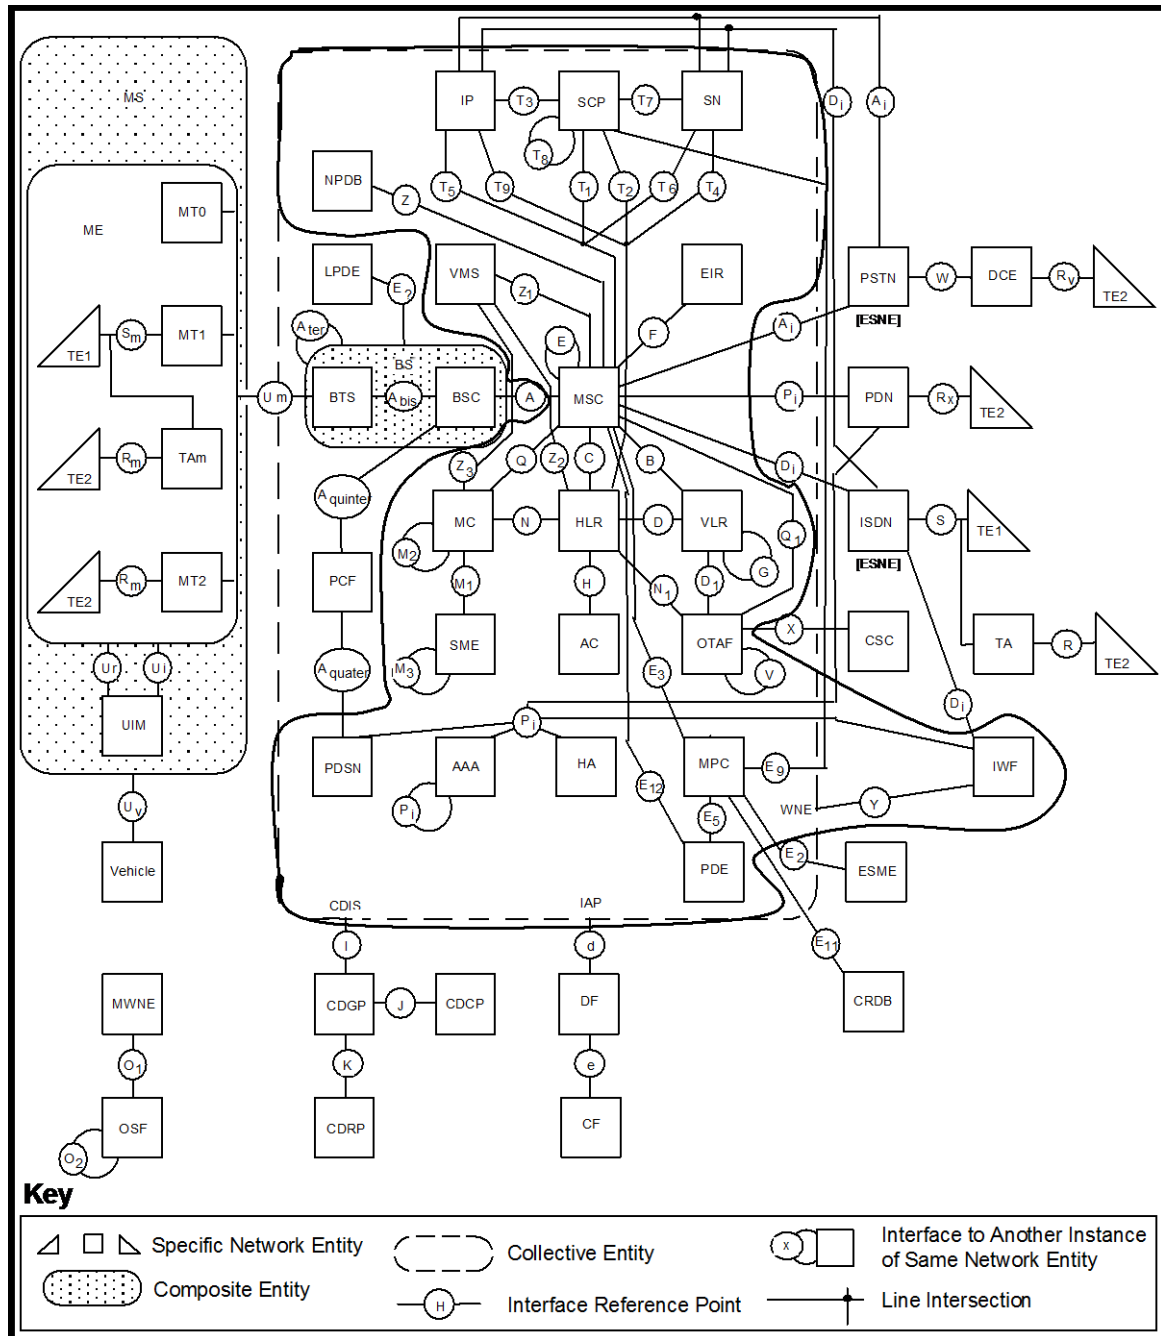 MS
ME
MT0
TE1
Sm
MT1
TE2
Rm
TAm
TE2
Rm
MT2
Ur
Ui
UIM
Uv
Vehicle
Um
IP
T3
SCP
T7
SN
Di
Ai
T8
NPDB
Z
T5
T9
T1
T2
T6
T4
LPDE
E?
VMS
Z1
EIR
A ter
E
F
Ai
PSTN
[ESNE]
W
DCE
Rv
TE2
BS
BTS
A bis
BSC
A
MSC
Pi
PDN
Rx
TE2
Z3
Q
Z2
C
B
Di
A quinter
MC
N
HLR
D
VLR
Q1
ISDN
[ESNE]
S
TE1
M2
M1
H
N1
D1
G
PCF
SME
AC
OTAF
X
CSC
TA
R
TE2
A quater
M3
E3
V
Di
Pi
PDSN
AAA
HA
MPC
E9
IWF
Pi
E12
E5
WNE
Y
PDE
E2
ESME
CDIS
IAP
I
d
E11
MWNE
CDGP
J
CDCP
DF
CRDB
O1
K
e
OSF
CDRP
CF
O2
Key
Specific Network Entity
Collective Entity
X
Interface to Another Instance
of Same Network Entity
Composite Entity
H
Interface Reference Point
Line Intersection